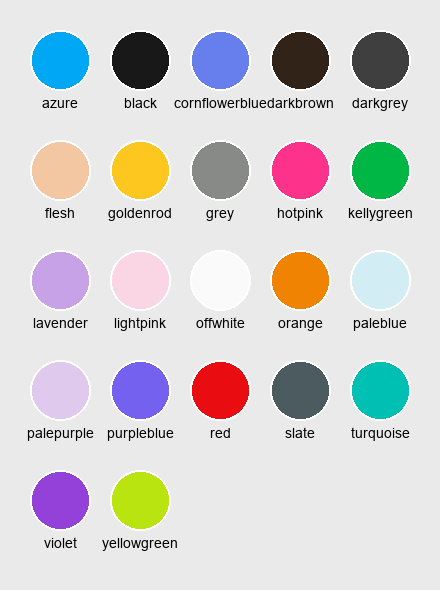 azure black cornflowerblue darkbrown darkgrey
flesh goldenrod grey hotpink kellygreen
lavender lightpink offwhite orange paleblue
palepurple purpleblue red slate turquoise
violet yellowgreen